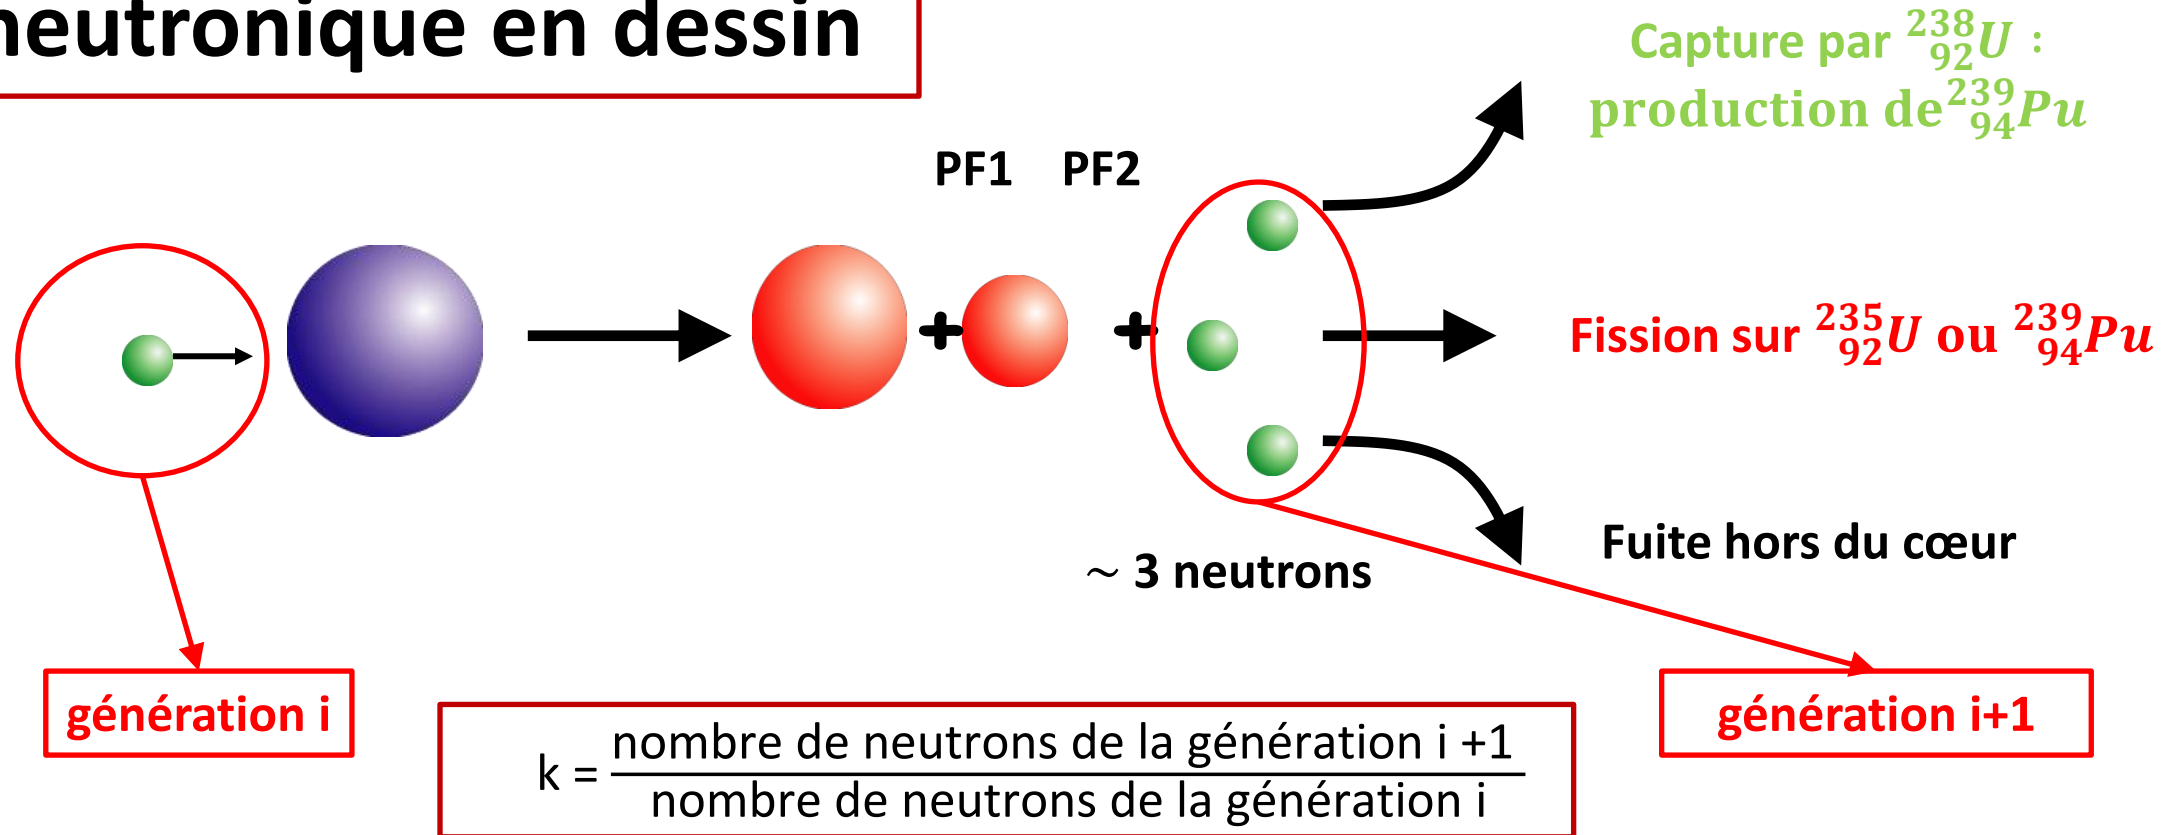 neutronique en dessin
Capture par ²³⁸₉₂U :
production de ²³⁹₉₄Pu
PF1 PF2
+ +
Fission sur ²³⁵₉₂U ou ²³⁹₉₄Pu
Fuite hors du cœur
~ 3 neutrons
génération i
génération i+1
k = nombre de neutrons de la génération i +1
nombre de neutrons de la génération i